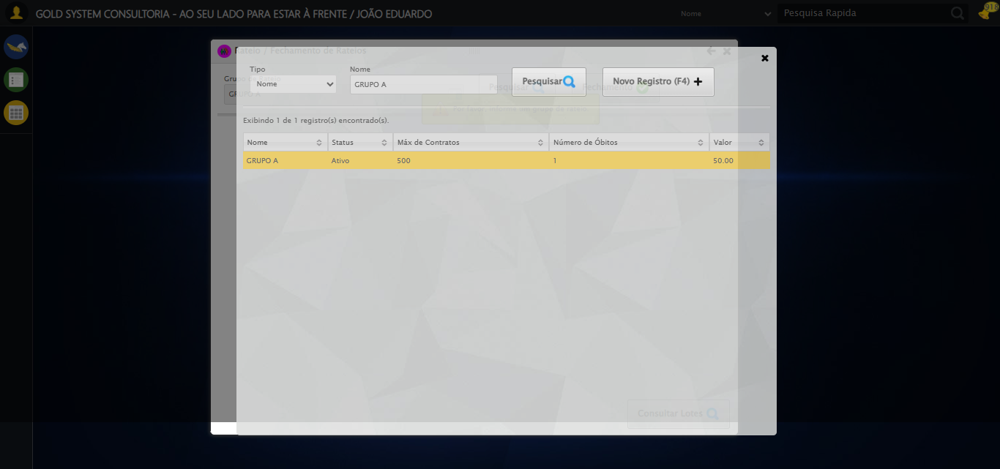 GOLD SYSTEM CONSULTORIA - AO SEU LADO PARA ESTAR À FRENTE / JOÃO EDUARDO
Nome
Pesquisa Rapida
918
Rateio / Fechamento de Rateios
Grupo de Rateio
GRUPO A
Tipo
Nome
Nome
GRUPO A
Pesquisar
Novo Registro (F4)
Pesquisar
Fechamento
Por favor, informe um grupo de rateio
Exibindo 1 de 1 registro(s) encontrado(s).
Nome Status Máx de Contratos Número de Óbitos Valor
GRUPO A Ativo 500 1 50.00
Consultar Lotes